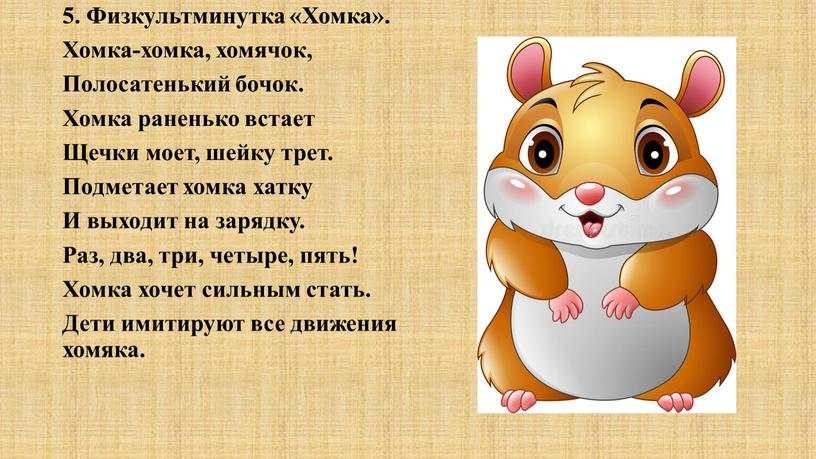 5. Физкультминутка «Хомка».
Хомка-хомка, хомячок,
Полосатенький бочок.
Хомка раненько встает
Щечки моет, шейку трет.
Подметает хомка хатку
И выходит на зарядку.
Раз, два, три, четыре, пять!
Хомка хочет сильным стать.
Дети имитируют все движения
хомяка.